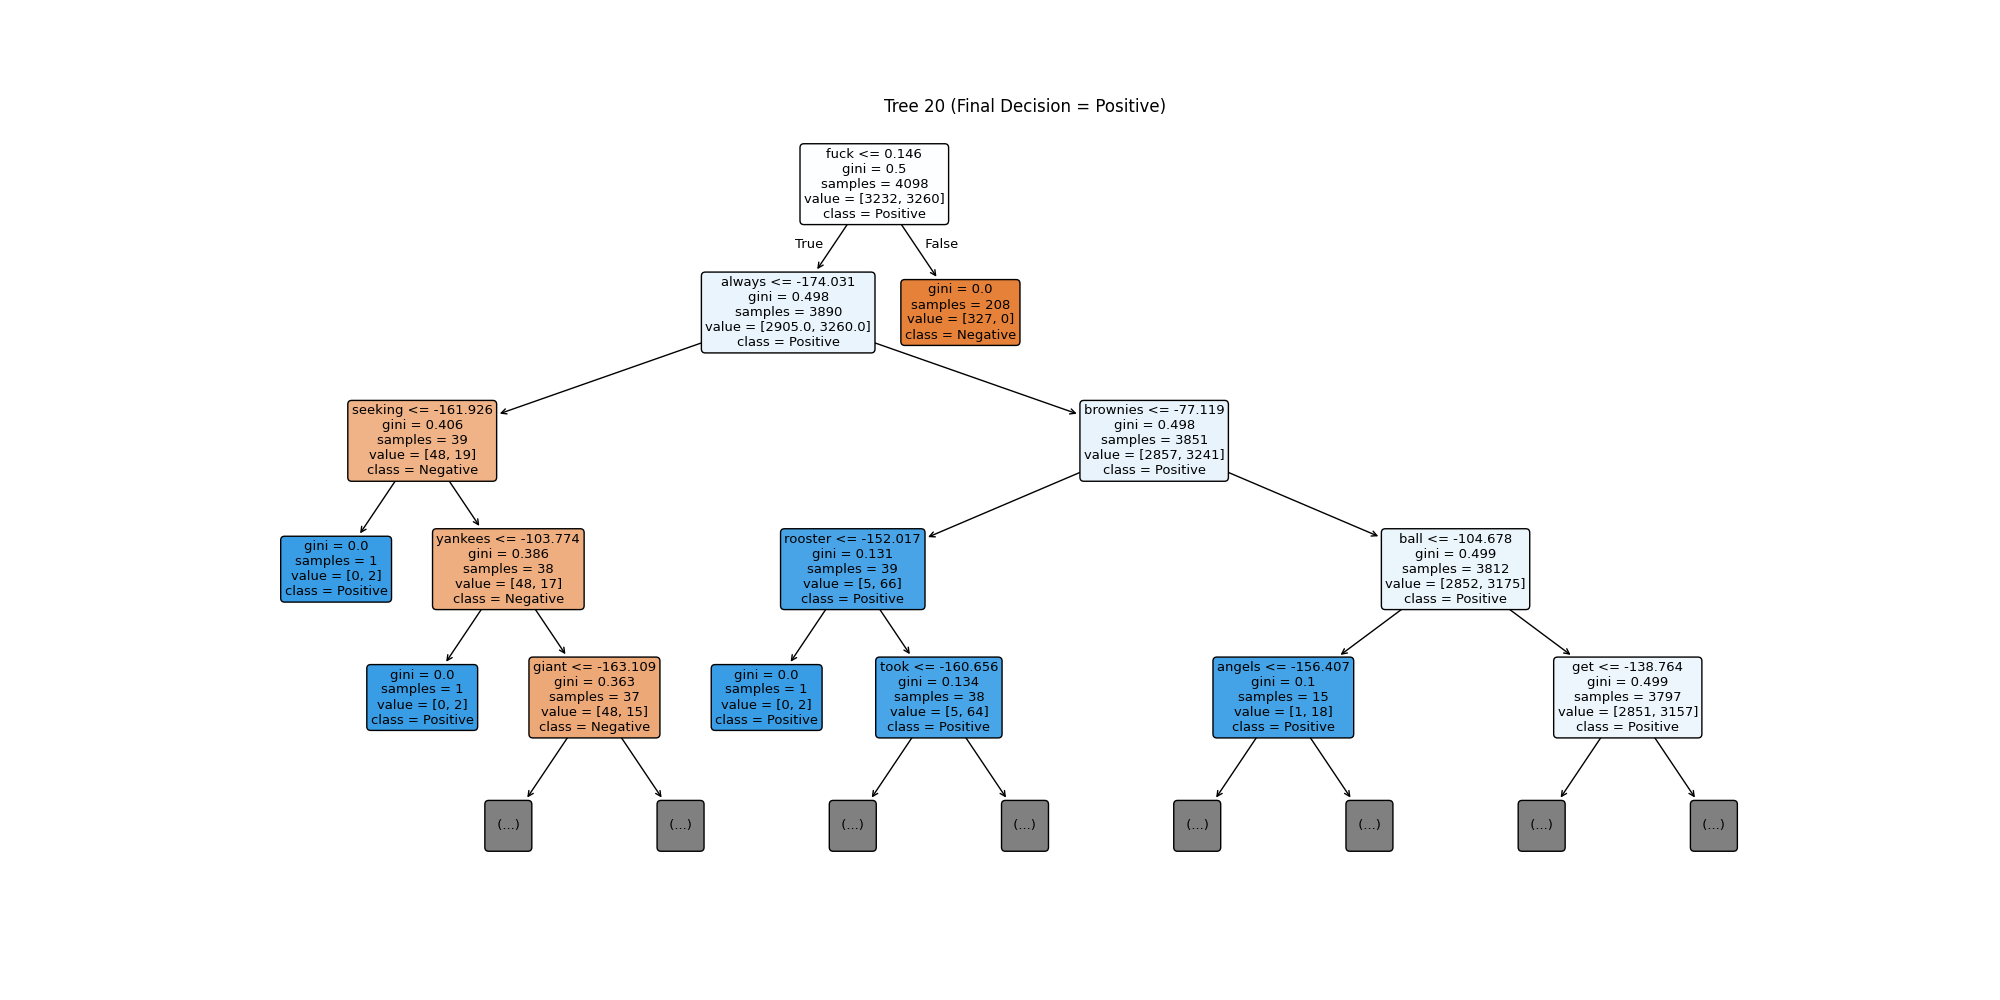 Tree 20 (Final Decision = Positive)
fuck <= 0.146
gini = 0.5
samples = 4098
value = [3232, 3260]
class = Positive
True
False
always <= -174.031
gini = 0.498
samples = 3890
value = [2905.0, 3260.0]
class = Positive
gini = 0.0
samples = 208
value = [327, 0]
class = Negative
seeking <= -161.926
gini = 0.406
samples = 39
value = [48, 19]
class = Negative
brownies <= -77.119
gini = 0.498
samples = 3851
value = [2857, 3241]
class = Positive
gini = 0.0
samples = 1
value = [0, 2]
class = Positive
yankees <= -103.774
gini = 0.386
samples = 38
value = [48, 17]
class = Negative
rooster <= -152.017
gini = 0.131
samples = 39
value = [5, 66]
class = Positive
ball <= -104.678
gini = 0.499
samples = 3812
value = [2852, 3175]
class = Positive
gini = 0.0
samples = 1
value = [0, 2]
class = Positive
giant <= -163.109
gini = 0.363
samples = 37
value = [48, 15]
class = Negative
gini = 0.0
samples = 1
value = [0, 2]
class = Positive
took <= -160.656
gini = 0.134
samples = 38
value = [5, 64]
class = Positive
angels <= -156.407
gini = 0.1
samples = 15
value = [1, 18]
class = Positive
get <= -138.764
gini = 0.499
samples = 3797
value = [2851, 3157]
class = Positive
(...)
(...)
(...)
(...)
(...)
(...)
(...)
(...)